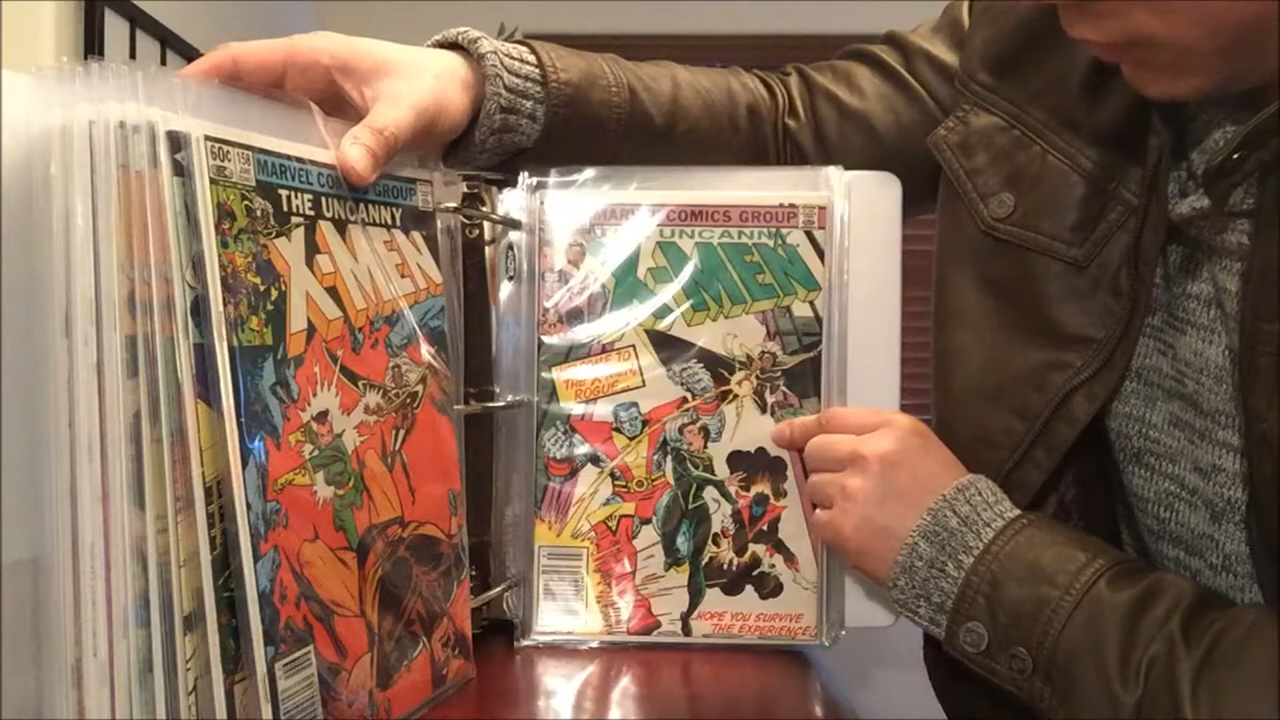 60¢
158
JUNE
MARVEL COMICS GROUP
THE UNCANNY
X-MEN
MARVEL COMICS GROUP
THE UNCANNY
X-MEN
WELCOME TO
THE X-MEN,
ROGUE...
...HOPE YOU SURVIVE
THE EXPERIENCE!